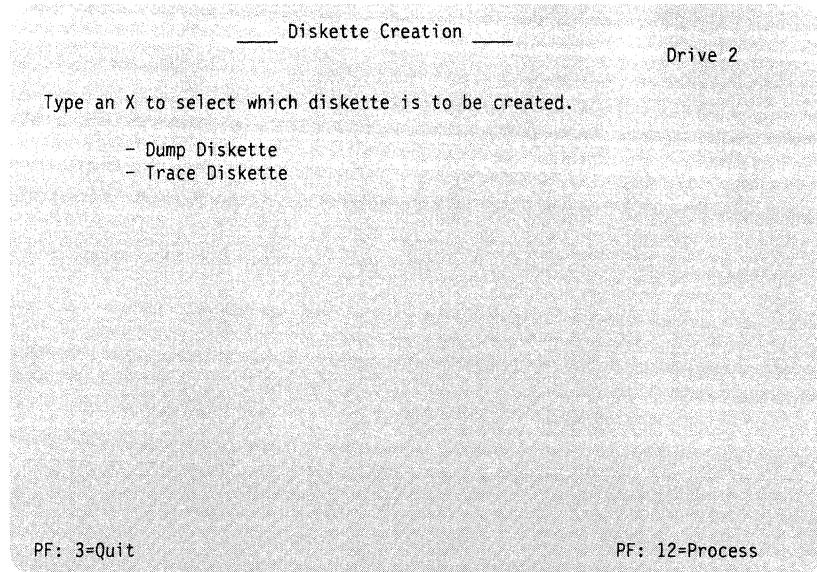 ____ Diskette Creation ____
Drive 2
Type an X to select which diskette is to be created.
- Dump Diskette
- Trace Diskette
PF: 3=Quit PF: 12=Process